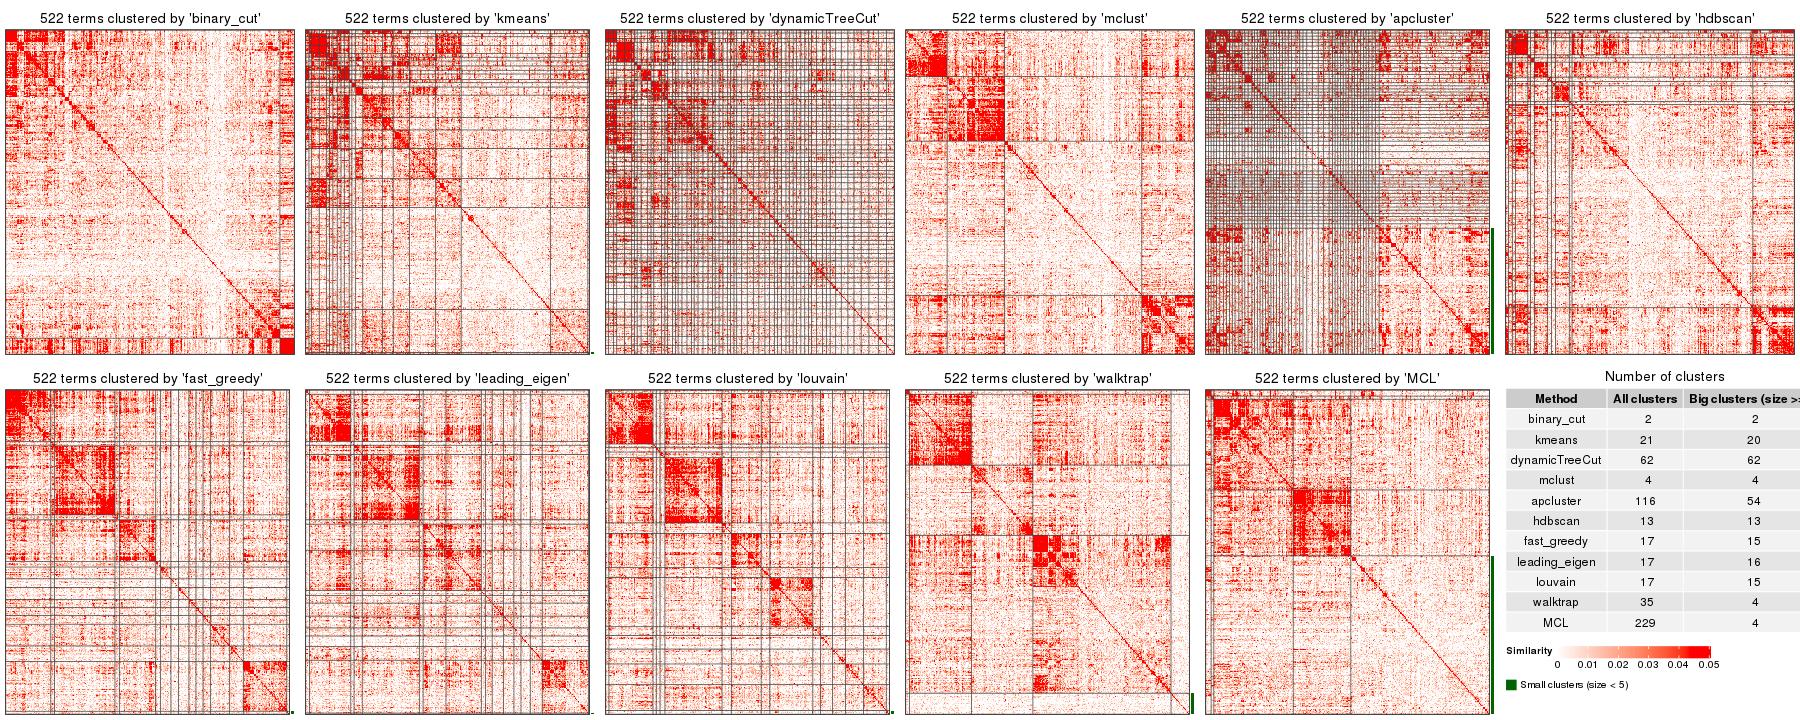 522 terms clustered by 'binary_cut'
522 terms clustered by 'kmeans'
522 terms clustered by 'dynamicTreeCut'
522 terms clustered by 'mclust'
522 terms clustered by 'apcluster'
522 terms clustered by 'hdbscan'
522 terms clustered by 'fast_greedy'
522 terms clustered by 'leading_eigen'
522 terms clustered by 'louvain'
522 terms clustered by 'walktrap'
522 terms clustered by 'MCL'
Number of clusters
Method All clusters Big clusters (size >=
binary_cut 2 2
kmeans 21 20
dynamicTreeCut 62 62
mclust 4 4
apcluster 116 54
hdbscan 13 13
fast_greedy 17 15
leading_eigen 17 16
louvain 17 15
walktrap 35 4
MCL 229 4
Similarity
0 0.01 0.02 0.03 0.04 0.05
Small clusters (size < 5)